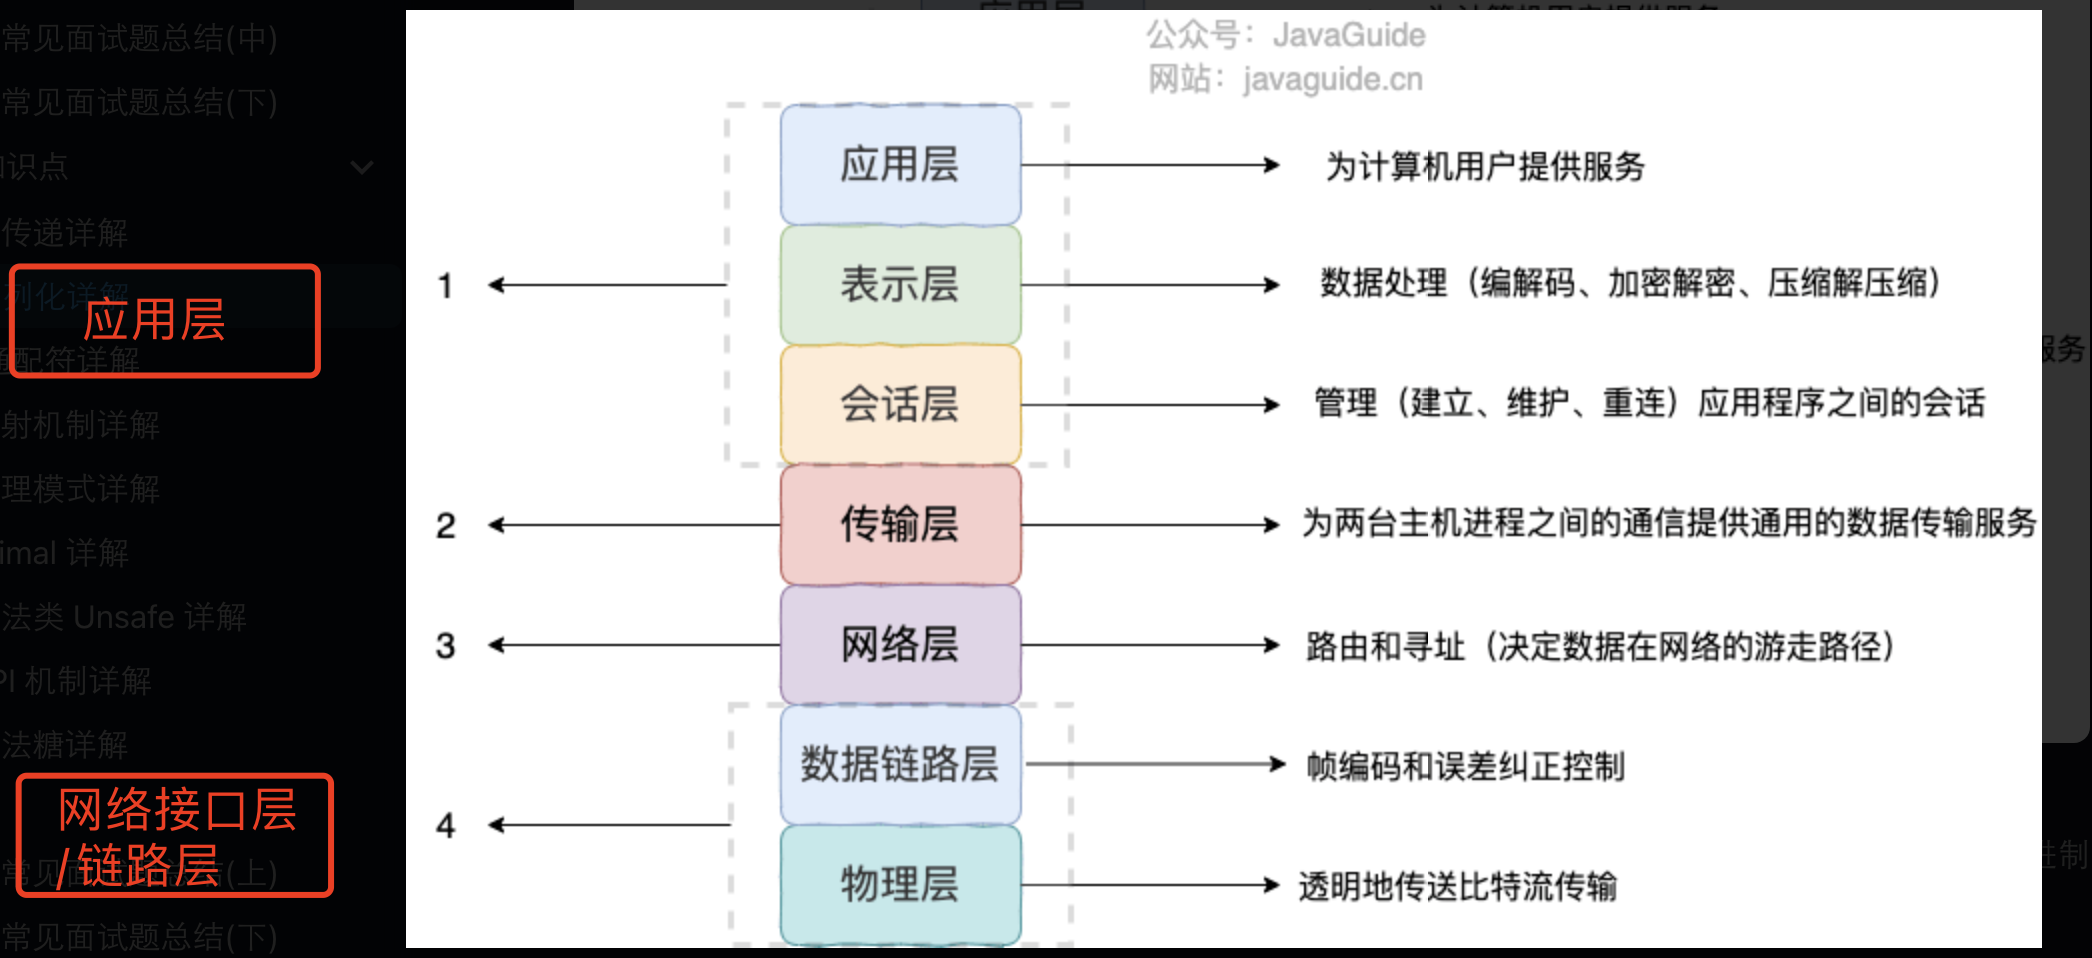 常见面试题总结(中)
常见面试题总结(下)
识点
传递详解
列化详解
应用层
配符详解
射机制详解
理模式详解
imal 详解
法类 Unsafe 详解
PI 机制详解
法糖详解
网络接口层
/链路层
常见面试题总结(上)
常见面试题总结(下)
公众号：JavaGuide
网站：javaguide.cn
应用层
为计算机用户提供服务
1
表示层
数据处理（编解码、加密解密、压缩解压缩）
会话层
管理（建立、维护、重连）应用程序之间的会话
2
传输层
为两台主机进程之间的通信提供通用的数据传输服务
3
网络层
路由和寻址（决定数据在网络的游走路径）
数据链路层
帧编码和误差纠正控制
4
物理层
透明地传送比特流传输
服务
进制